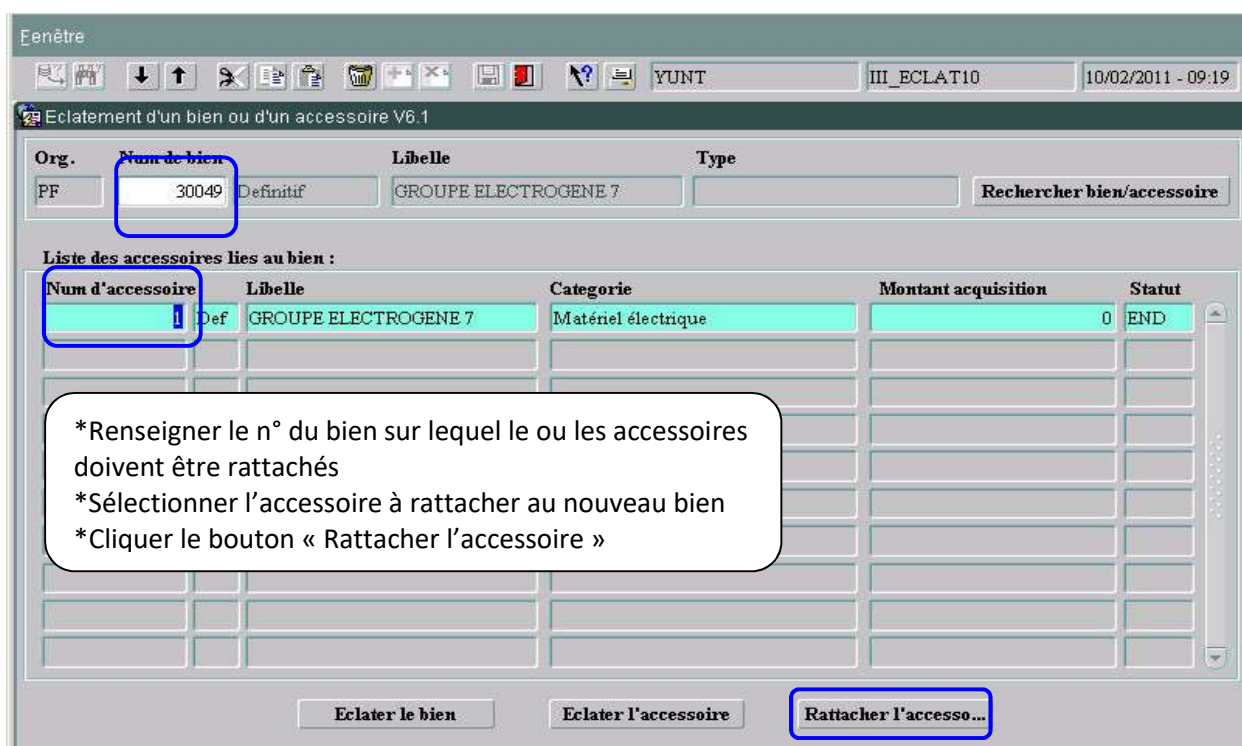 Fenêtre
YUNT III_ECLAT10 10/02/2011 - 09:19
Eclatement d'un bien ou d'un accessoire V6.1
Org. Num de bien Libelle Type
PF 30049 Definitif GROUPE ELECTROGENE 7 Rechercher bien/accessoire
Liste des accessoires lies au bien :
Num d'accessoire Libelle Categorie Montant acquisition Statut
1 Def GROUPE ELECTROGENE 7 Matériel électrique 0 END
*Renseigner le n° du bien sur lequel le ou les accessoires
doivent être rattachés
*Sélectionner l’accessoire à rattacher au nouveau bien
*Cliquer le bouton « Rattacher l’accessoire »
Eclater le bien Eclater l'accessoire Rattacher l'accesso...